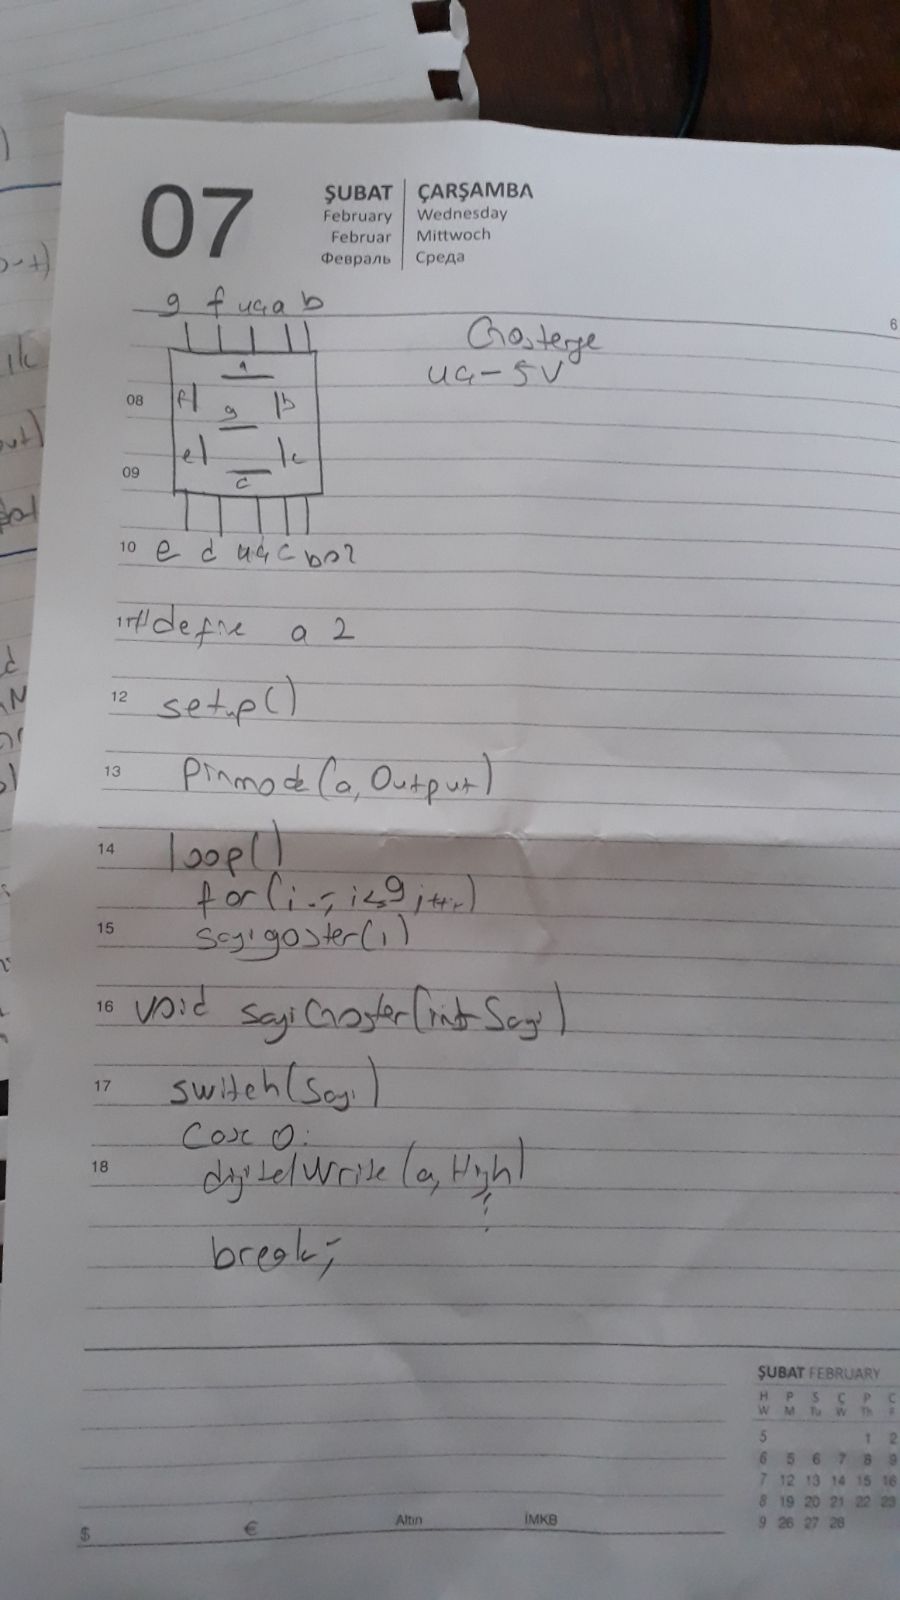 07
ŞUBAT ÇARŞAMBA
February Wednesday
Februar Mittwoch
Февраль Среда
g f uca a b
6
Gosterge
uc - 5V
a
08 f b
g
e c
09
c
10 e d uc c bos
11 #define a 2
12 setup()
13 Pinmode(a, Output)
14 loop()
for(i=; i<9 i++)
15 sayigoster(i)
16 void sayiGoster(int Sayi)
17 switch(Sayi)
Case 0:
18 digitalWrite(a, High)
break;
ŞUBAT FEBRUARY
H P S Ç P C
W M Tu W Th F
5 1 2
6 5 6 7 8 9
7 12 13 14 15 16
8 19 20 21 22 23
9 26 27 28
$ € Altın İMKB